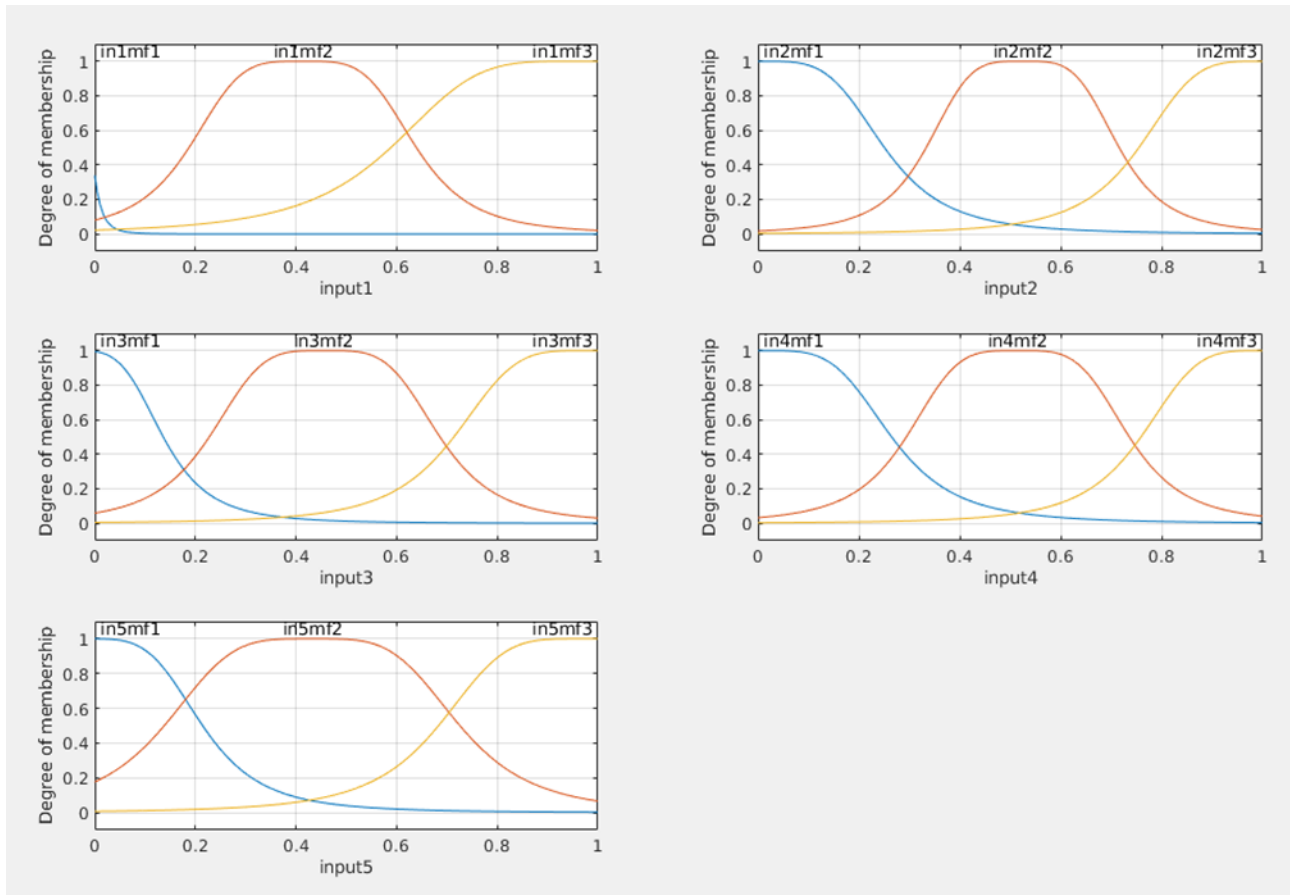 in1mf1 in1mf2 in1mf3
Degree of membership
1
0.8
0.6
0.4
0.2
0
0 0.2 0.4 0.6 0.8 1
input1
in2mf1 in2mf2 in2mf3
Degree of membership
1
0.8
0.6
0.4
0.2
0
0 0.2 0.4 0.6 0.8 1
input2
in3mf1 in3mf2 in3mf3
Degree of membership
1
0.8
0.6
0.4
0.2
0
0 0.2 0.4 0.6 0.8 1
input3
in4mf1 in4mf2 in4mf3
Degree of membership
1
0.8
0.6
0.4
0.2
0
0 0.2 0.4 0.6 0.8 1
input4
in5mf1 in5mf2 in5mf3
Degree of membership
1
0.8
0.6
0.4
0.2
0
0 0.2 0.4 0.6 0.8 1
input5